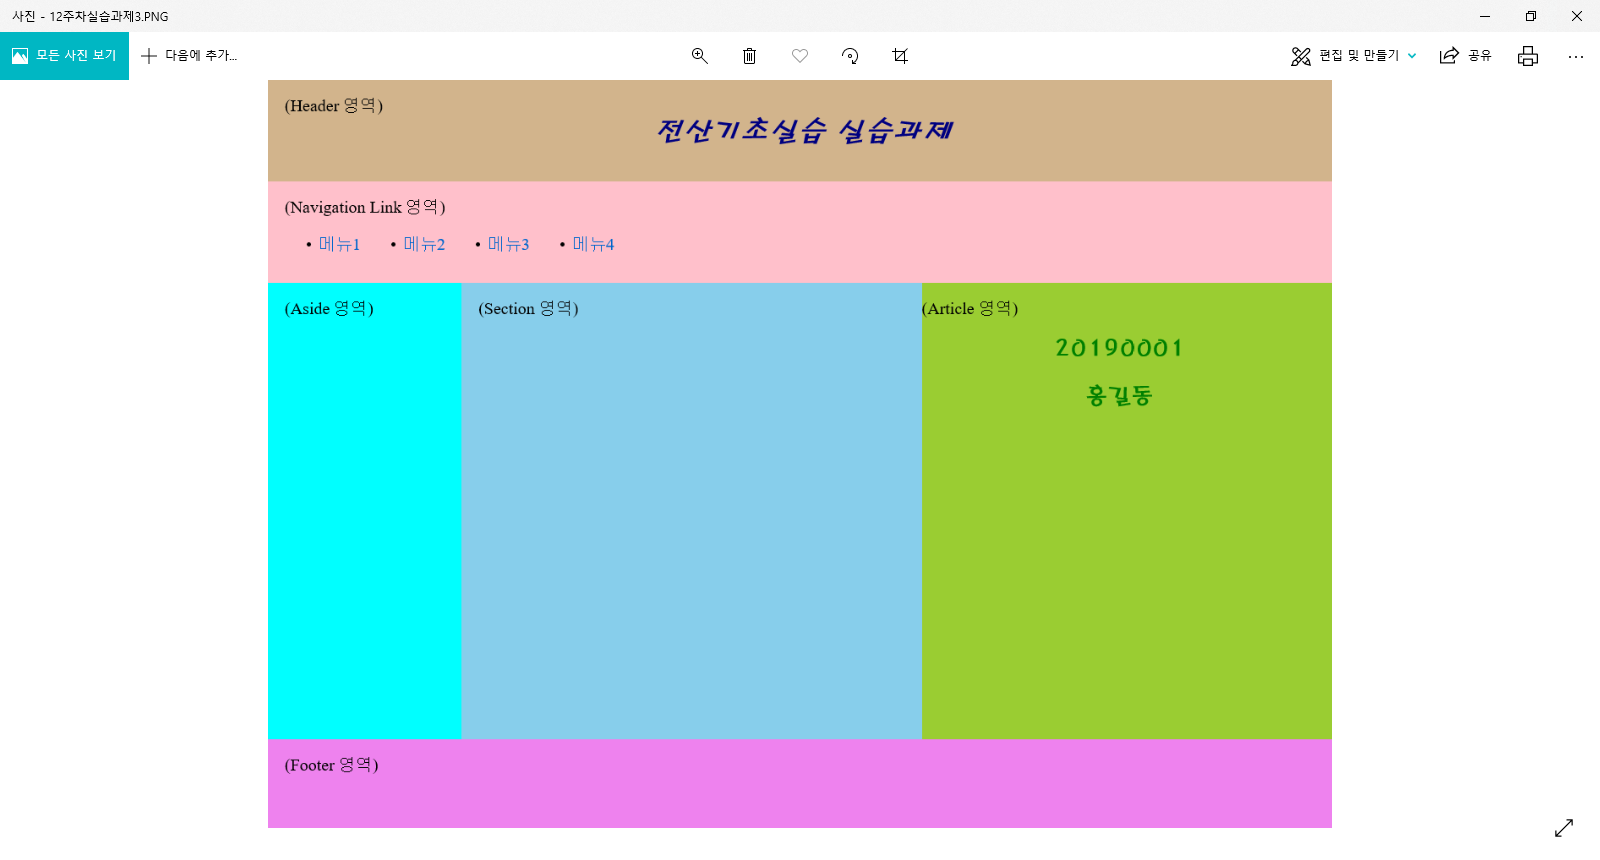 사진 - 12주차실습과제3.PNG
모든 사진 보기
다음에 추가...
편집 및 만들기
공유
(Header 영역)
전산기초실습 실습과제
(Navigation Link 영역)
• 메뉴1 • 메뉴2 • 메뉴3 • 메뉴4
(Aside 영역)
(Section 영역)
(Article 영역)
20190001
홍길동
(Footer 영역)